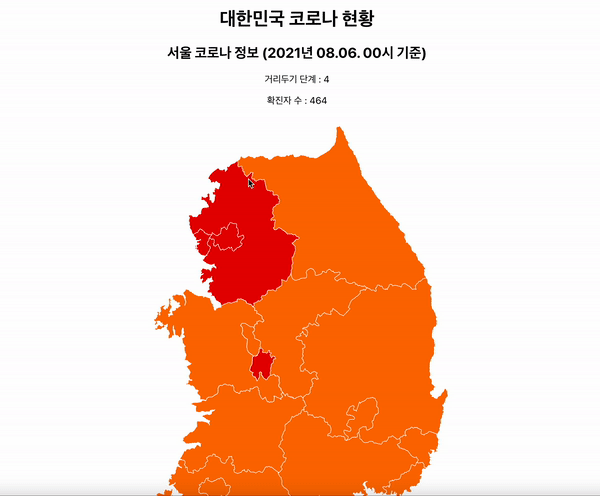 대한민국 코로나 현황
서울 코로나 정보 (2021년 08.06. 00시 기준)
거리두기 단계 : 4
확진자 수 : 464